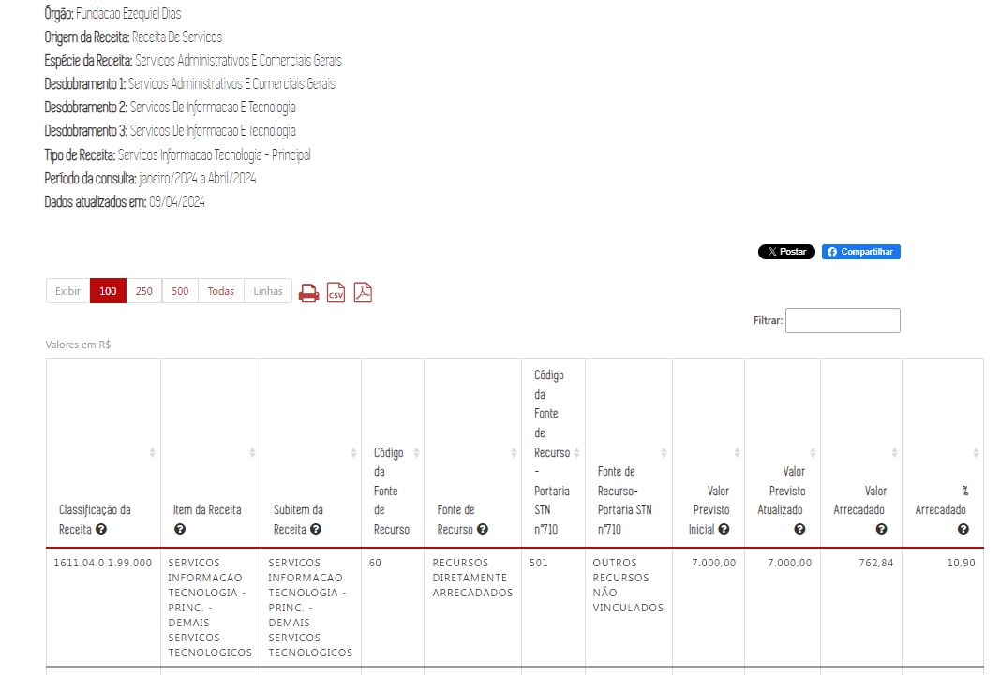 Órgão: Fundacao Ezequiel Dias
Origem da Receita: Receita De Servicos
Espécie da Receita: Servicos Administrativos E Comerciais Gerais
Desdobramento 1: Servicos Administrativos E Comerciais Gerais
Desdobramento 2: Servicos De Informacao E Tecnologia
Desdobramento 3: Servicos De Informacao E Tecnologia
Tipo de Receita: Servicos Informacao Tecnologia - Principal
Período da consulta: janeiro/2024 a Abril/2024
Dados atualizados em: 09/04/2024
Postar Compartilhar
Exibir 100 250 500 Todas Linhas CSV
Filtrar:
Valores em R$
Classificação da
Receita
Item da Receita
Subitem da
Receita
Código
da
Fonte
de
Recurso
Fonte de
Recurso
Código
da
Fonte
de
Recurso
-
Portaria
STN
n°710
Fonte de
Recurso-
Portaria STN
n°710
Valor
Previsto
Inicial
Valor
Previsto
Atualizado
Valor
Arrecadado
%
Arrecadado
1611.04.0.1.99.000
SERVICOS
INFORMACAO
TECNOLOGIA -
PRINC. -
DEMAIS
SERVICOS
TECNOLOGICOS
SERVICOS
INFORMACAO
TECNOLOGIA -
PRINC. -
DEMAIS
SERVICOS
TECNOLOGICOS
60
RECURSOS
DIRETAMENTE
ARRECADADOS
501
OUTROS
RECURSOS
NÃO
VINCULADOS
7.000,00
7.000,00
762,84
10,90